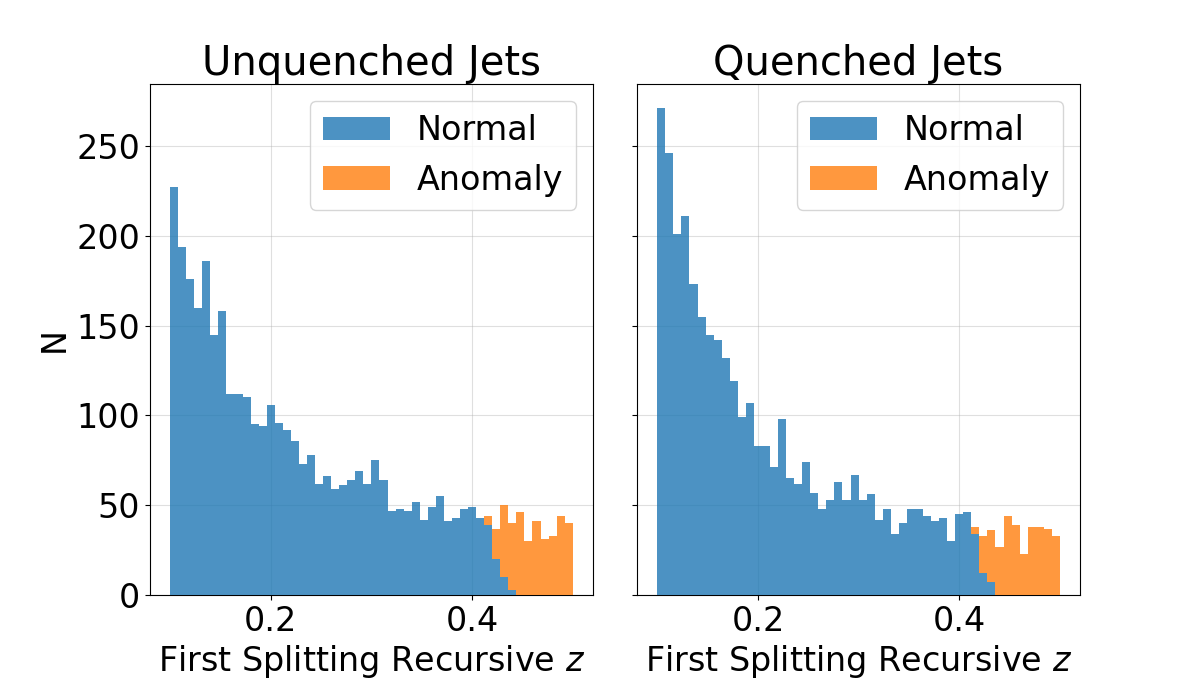 Unquenched Jets
Normal
Anomaly
N
250
200
150
100
50
0
0.2 0.4
First Splitting Recursive z
Quenched Jets
Normal
Anomaly
0.2 0.4
First Splitting Recursive z